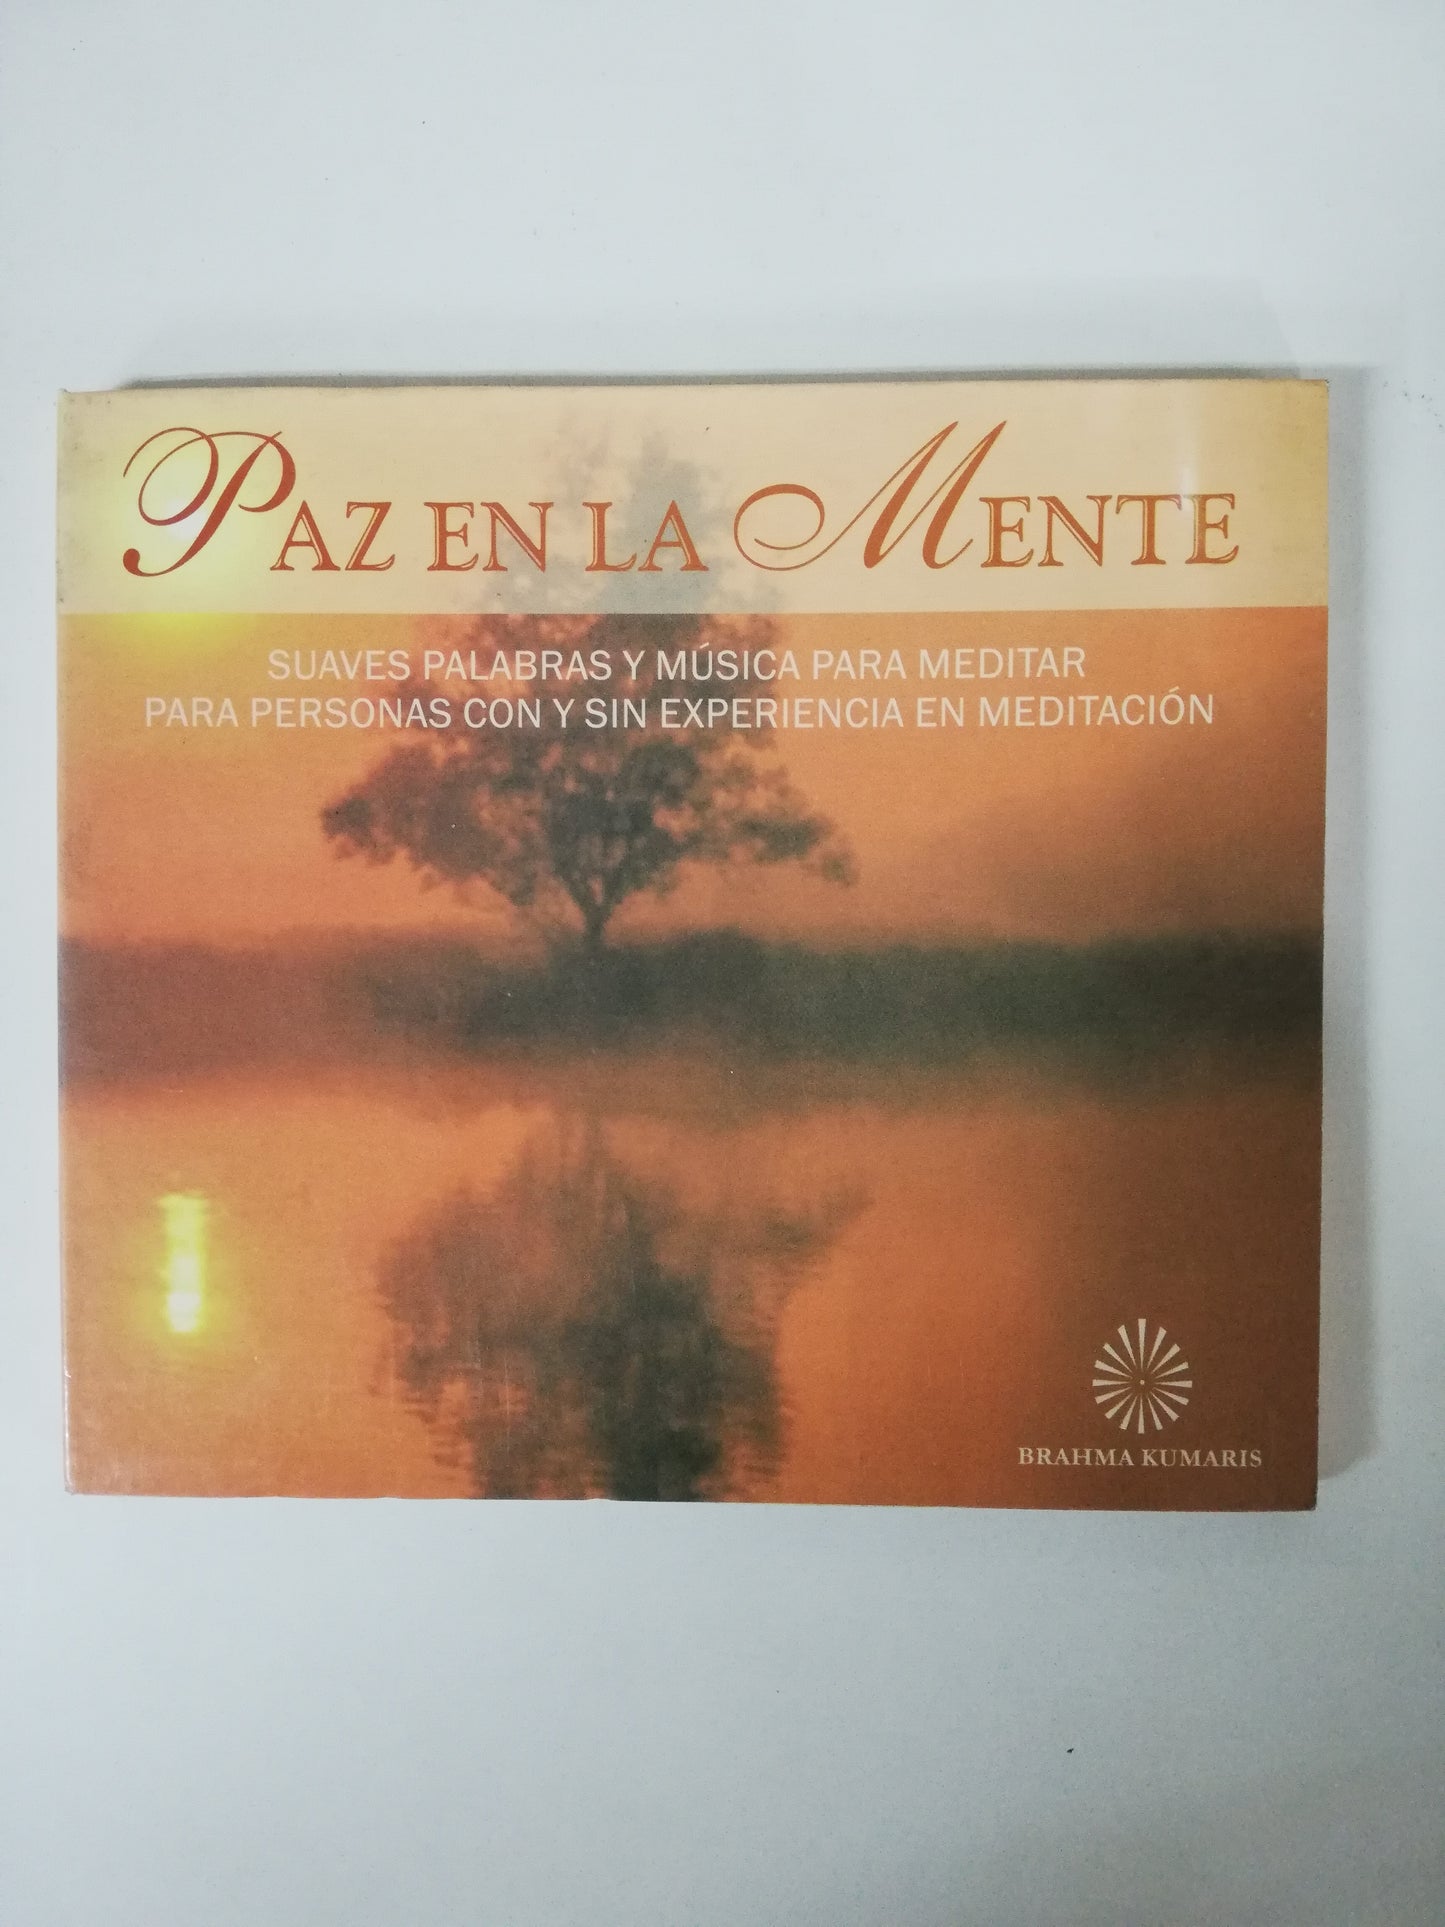 PAZ EN LA MENTE
SUAVES PALABRAS Y MÚSICA PARA MEDITAR
PARA PERSONAS CON Y SIN EXPERIENCIA EN MEDITACIÓN
BRAHMA KUMARIS